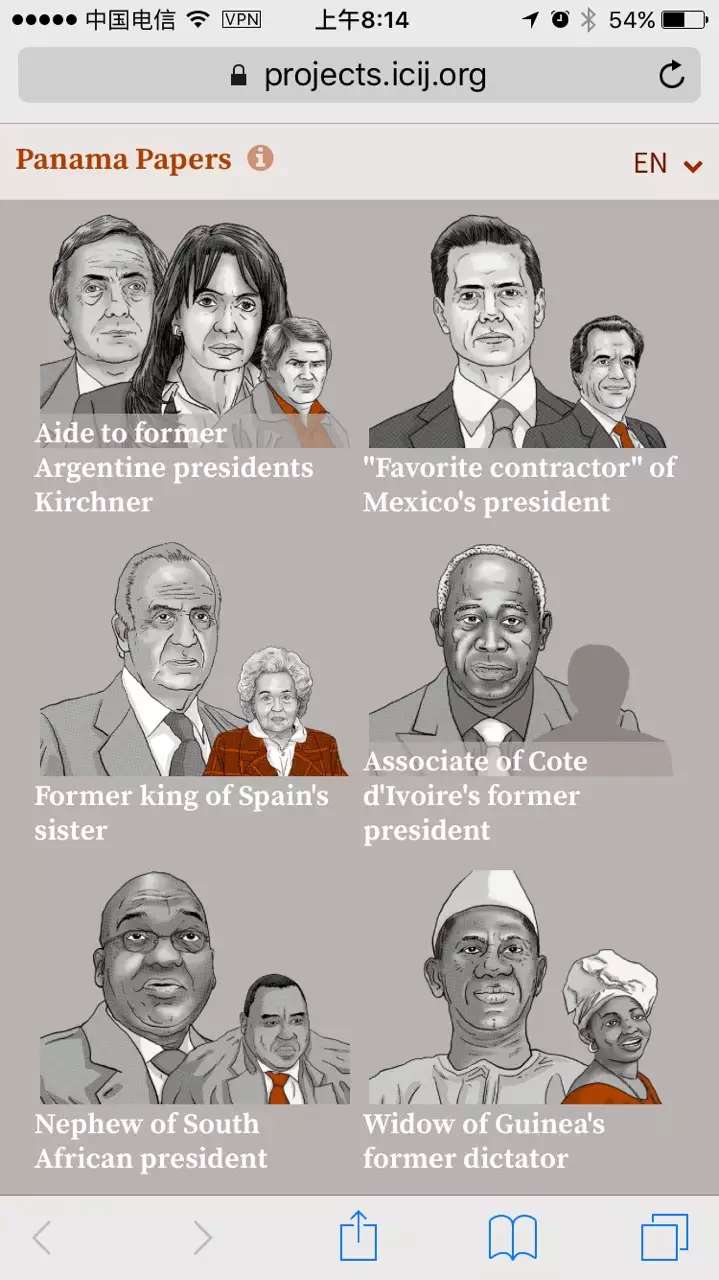 中国电信 VPN 上午8:14 54%
projects.icij.org
Panama Papers i EN
Aide to former
Argentine presidents
Kirchner
"Favorite contractor" of
Mexico's president
Former king of Spain's
sister
Associate of Cote
d'Ivoire's former
president
Nephew of South
African president
Widow of Guinea's
former dictator